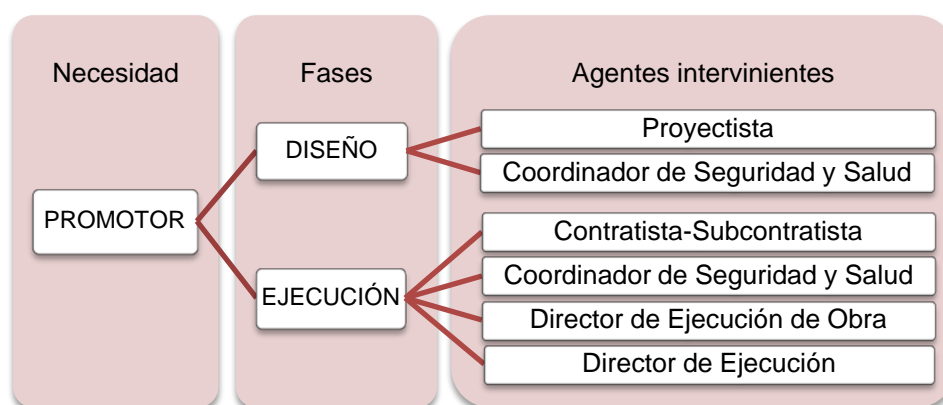 Necesidad
Fases
Agentes intervinientes
PROMOTOR
DISEÑO
Proyectista
Coordinador de Seguridad y Salud
EJECUCIÓN
Contratista-Subcontratista
Coordinador de Seguridad y Salud
Director de Ejecución de Obra
Director de Ejecución